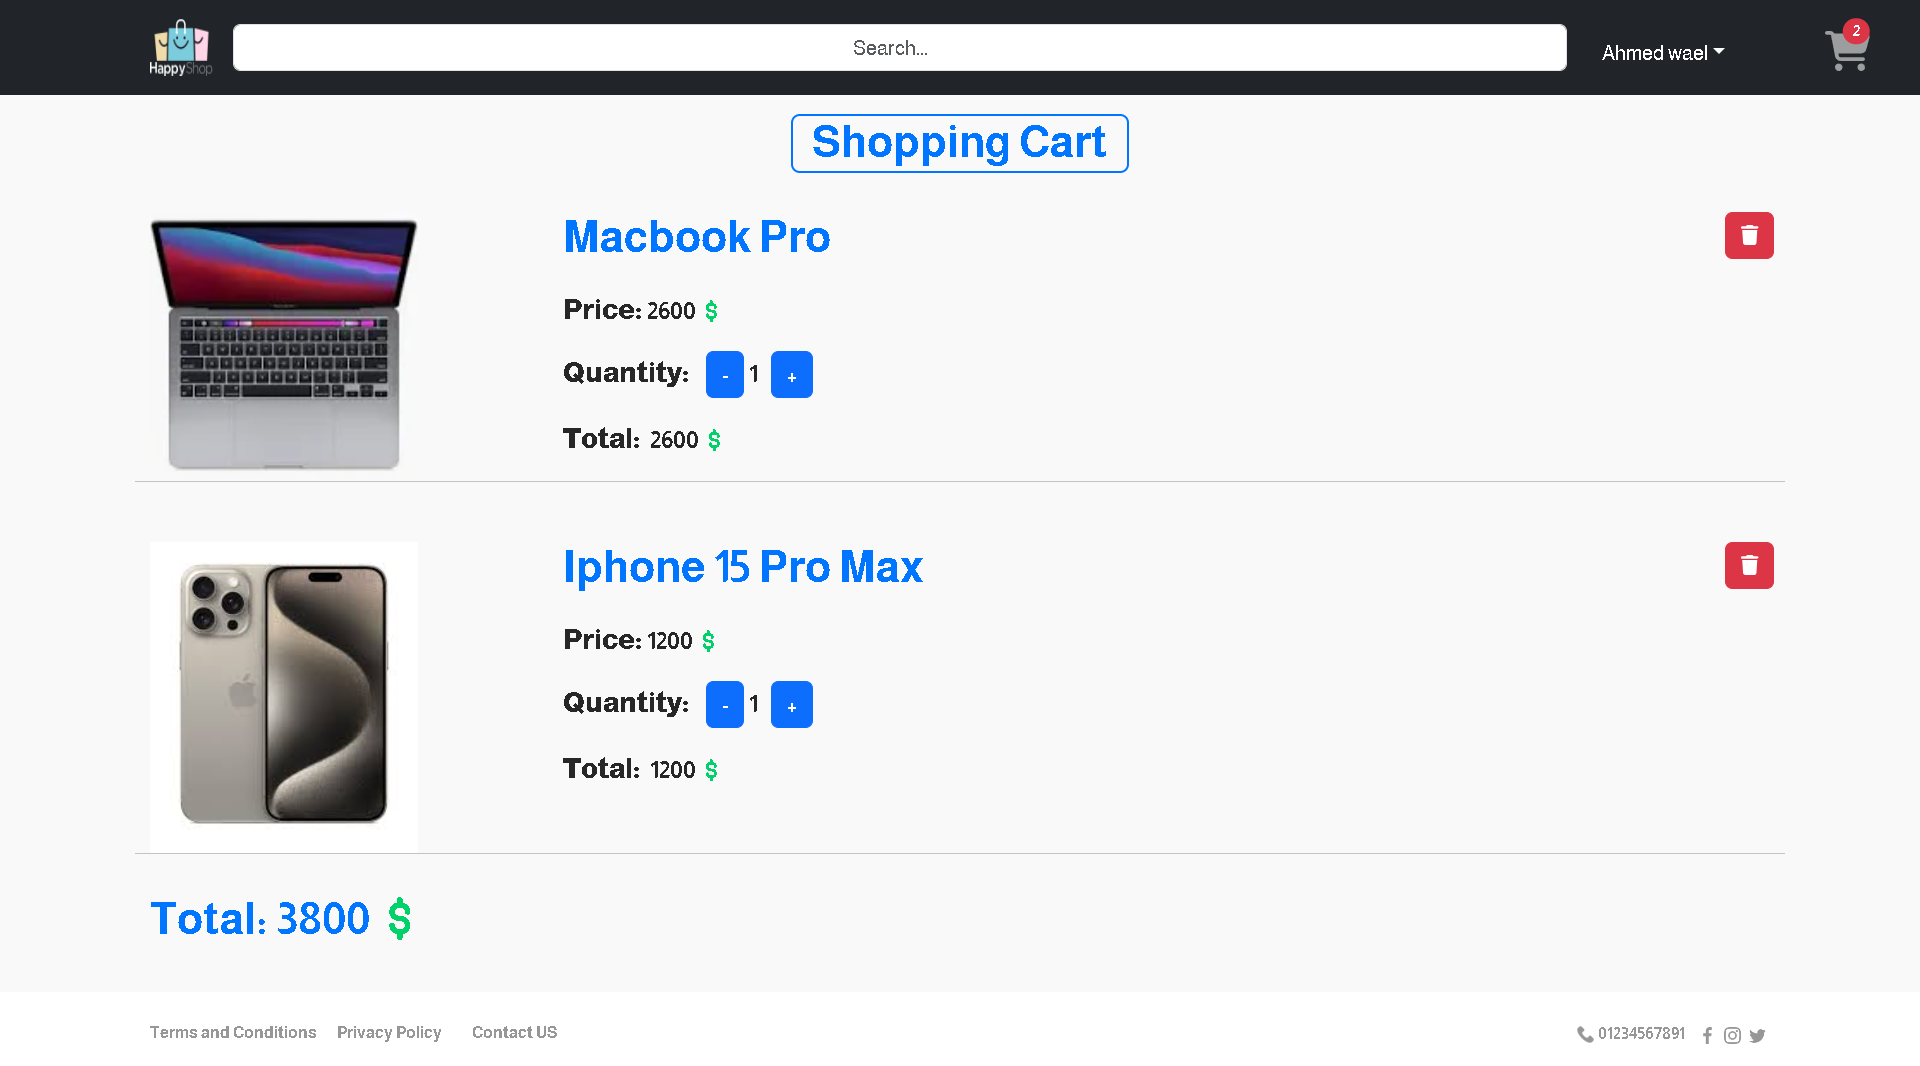 HappyShop
Search...
Ahmed wael
2
Shopping Cart
Macbook Pro
Price: 2600 $
Quantity: - 1 +
Total: 2600 $
Iphone 15 Pro Max
Price: 1200 $
Quantity: - 1 +
Total: 1200 $
Total: 3800 $
Terms and Conditions Privacy Policy Contact US
01234567891